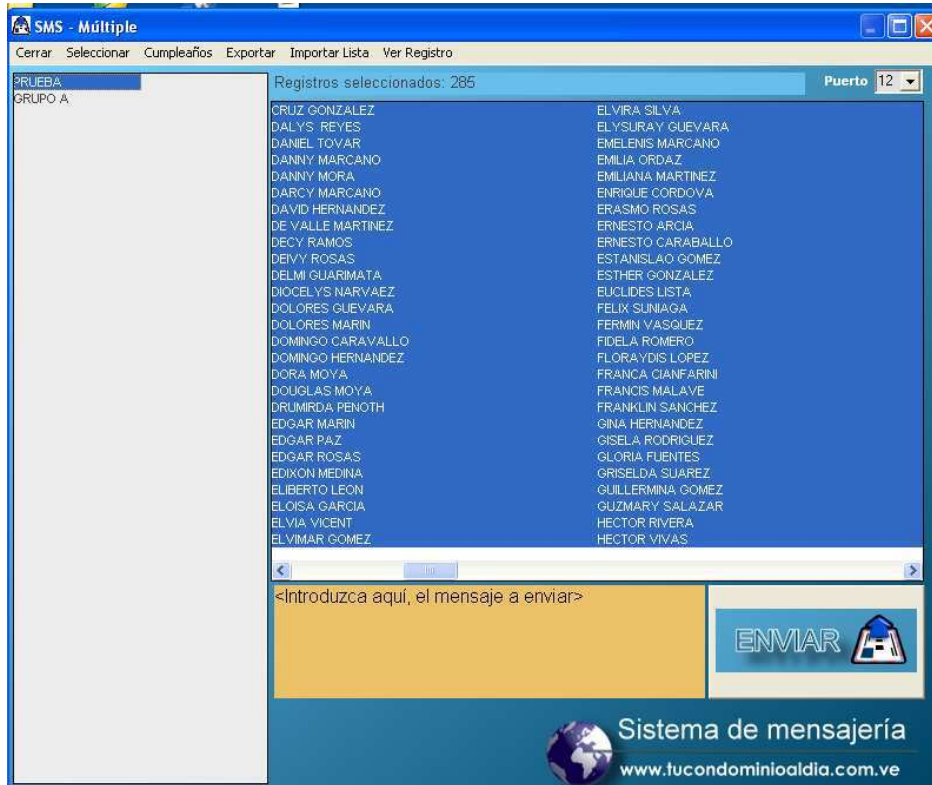 SMS - Múltiple
Cerrar Seleccionar Cumpleaños Exportar Importar Lista Ver Registro
PRUEBA
GRUPO A
Registros seleccionados: 285
Puerto 12
CRUZ GONZALEZ
DALYS REYES
DANIEL TOVAR
DANNY MARCANO
DANNY MORA
DARCY MARCANO
DAVID HERNANDEZ
DE VALLE MARTINEZ
DECY RAMOS
DEIVY ROSAS
DELMI GUARIMATA
DIOCELYS NARVAEZ
DOLORES GUEVARA
DOLORES MARIN
DOMINGO CARAVALLO
DOMINGO HERNANDEZ
DORA MOYA
DOUGLAS MOYA
DRUMIRDA PENOTH
EDGAR MARIN
EDGAR PAZ
EDGAR ROSAS
EDIXON MEDINA
ELIBERTO LEON
ELOISA GARCIA
ELVIA VICENT
ELVIMAR GOMEZ
ELVIRA SILVA
ELYSURAY GUEVARA
EMELENIS MARCANO
EMILIA ORDAZ
EMILIANA MARTINEZ
ENRIQUE CORDOVA
ERASMO ROSAS
ERNESTO ARCIA
ERNESTO CARABALLO
ESTANISLAO GOMEZ
ESTHER GONZALEZ
EUCLIDES LISTA
FELIX SUNIAGA
FERMIN VASQUEZ
FIDELA ROMERO
FLORAYDIS LOPEZ
FRANCA CIANFARINI
FRANCIS MALAVE
FRANKLIN SANCHEZ
GINA HERNANDEZ
GISELA RODRIGUEZ
GLORIA FUENTES
GRISELDA SUAREZ
GUILLERMINA GOMEZ
GUZMARY SALAZAR
HECTOR RIVERA
HECTOR VIVAS
<Introduzca aquí, el mensaje a enviar>
ENVIAR
Sistema de mensajería
www.tucondominioaldia.com.ve